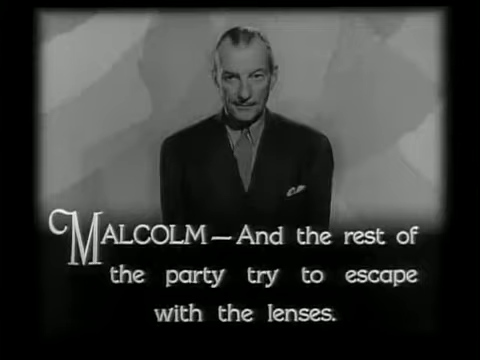 MALCOLM — And the rest of
the party try to escape
with the lenses.